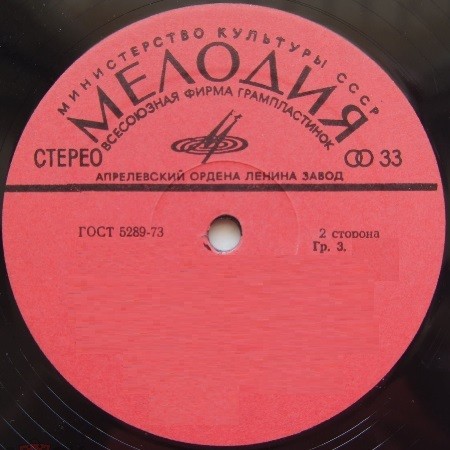 МИНИСТЕРСТВО КУЛЬТУРЫ СССР
МЕЛОДИЯ
ВСЕСОЮЗНАЯ ФИРМА ГРАМПЛАСТИНОК
СТЕРЕО
33
АПРЕЛЕВСКИЙ ОРДЕНА ЛЕНИНА ЗАВОД
ГОСТ 5289-73
2 сторона
Гр. 3.